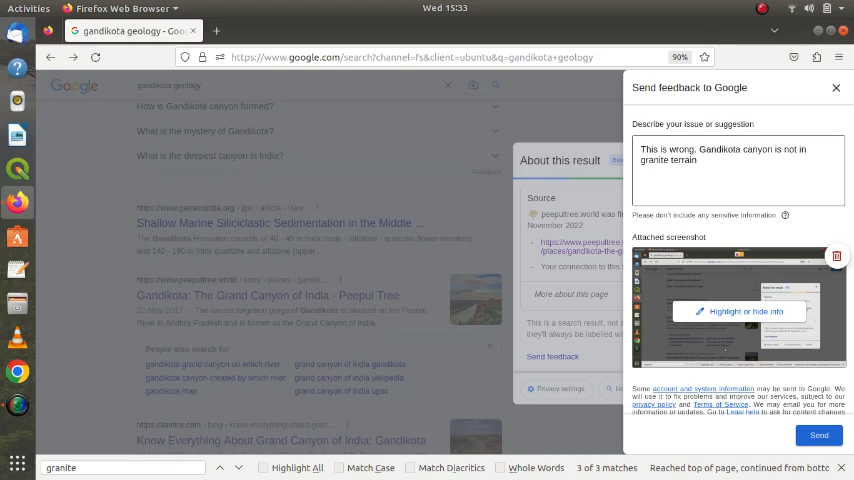 Activities
Firefox Web Browser
Wed 15:33
gandikota geology - Goo
https://www.google.com/search?channel=fs&client=ubuntu&q=gandikota+geology
90%
Google
gandikota geology
How is Gandikota canyon formed?
What is the mystery of Gandikota?
What is the deepest canyon in India?
Feedback
https://www.geosocindia.org › jgsi › article › view
Shallow Marine Siliciclastic Sedimentation in the Middle ...
The Gandikota Formation consists of 40 - 45 m thick shale - siltstone - quartzite (lower member)
and 140 - 190 m thick quartzite and siltstone (upper ...
https://www.peepultree.world › story › places › gandik...
Gandikota: The Grand Canyon of India - Peepul Tree
22 May 2017 — The almost forgotten gorge of Gandikota is situated on the Pennar
River in Andhra Pradesh and is known as the Grand Canyon of India.
People also search for
gandikota grand canyon on which river
grand canyon of india gandikota
gandikota canyon created by which river
grand canyon of india wikipedia
gandikota map
grand canyon of india upsc
https://liamtra.com › blog › know-everything-about-gran...
Know Everything About Grand Canyon of India: Gandikota
About this result
Beta
Source
peepultree.world was fir
November 2022
https://www.peepultree.
/places/gandikota-the-g
Your connection to this
More about this page
This is a search result, not a
they'll always be labelled
Send feedback
Privacy settings
Ho
Send feedback to Google
Describe your issue or suggestion
This is wrong. Gandikota canyon is not in
granite terrain
Please don't include any sensitive information
Attached screenshot
Highlight or hide info
Some account and system information may be sent to Google. We
will use it to fix problems and improve our services, subject to our
privacy policy and Terms of Service. We may email you for more
information or updates. Go to Legal help to ask for content changes
Send
granite
Highlight All
Match Case
Match Diacritics
Whole Words
3 of 3 matches
Reached top of page, continued from botto